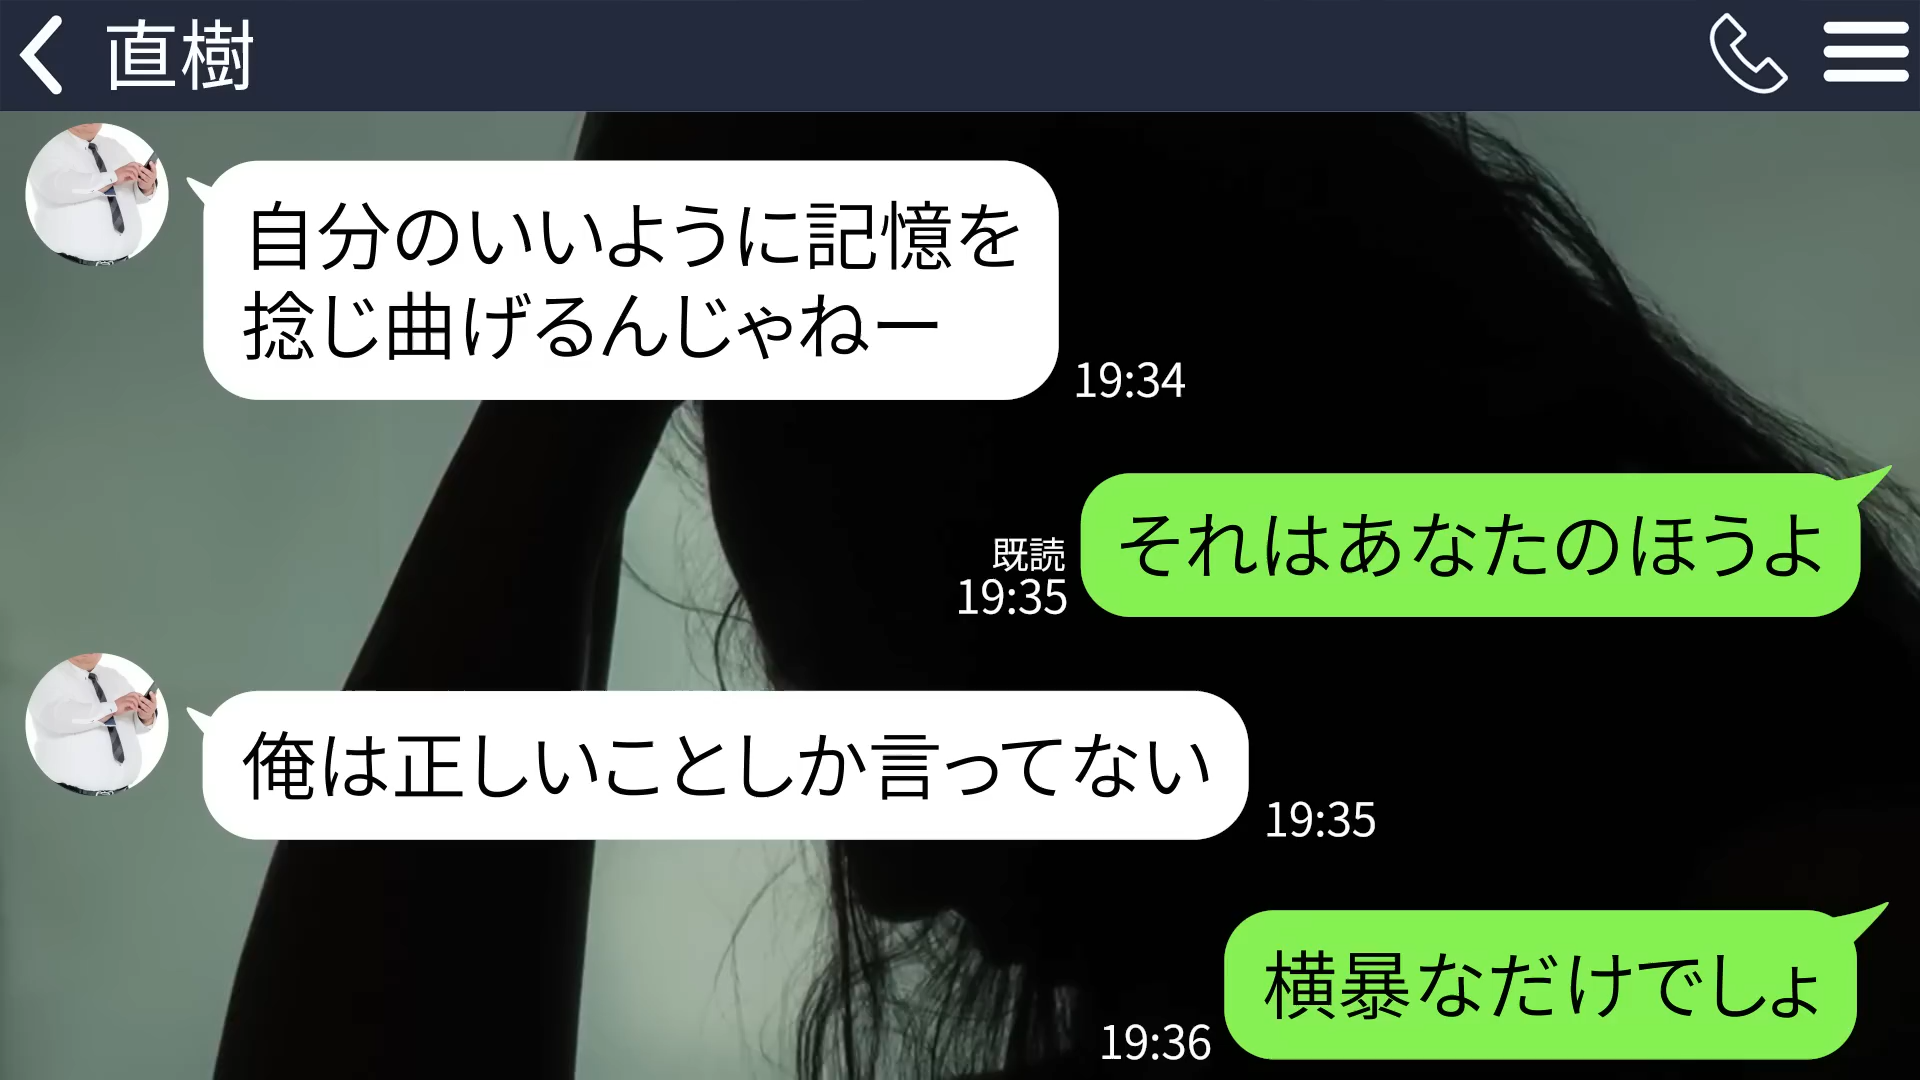 直樹
自分のいいように記憶を
捻じ曲げるんじゃねー
19:34
それはあなたのほうよ
既読
19:35
俺は正しいことしか言ってない
19:35
横暴なだけでしょ
19:36